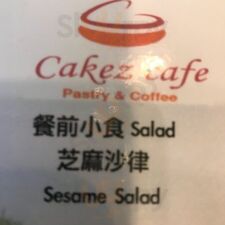 Cakez cafe
Pastry & Coffee
餐前小食 Salad
芝麻沙律
Sesame Salad